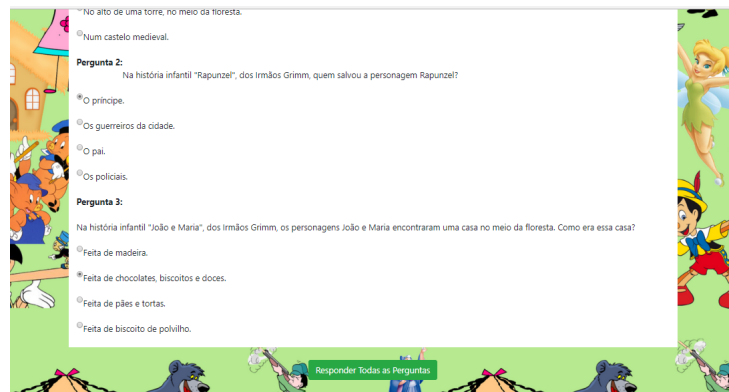 No alto de uma torre, no meio da floresta.
Num castelo medieval.
Pergunta 2:
Na história infantil "Rapunzel", dos Irmãos Grimm, quem salvou a personagem Rapunzel?
O príncipe.
Os guerreiros da cidade.
O pai.
Os policiais.
Pergunta 3:
Na história infantil "João e Maria", dos Irmãos Grimm, os personagens João e Maria encontraram uma casa no meio da floresta. Como era essa casa?
Feita de madeira.
Feita de chocolates, biscoitos e doces.
Feita de pães e tortas.
Feita de biscoito de polvilho.
Responder Todas as Perguntas